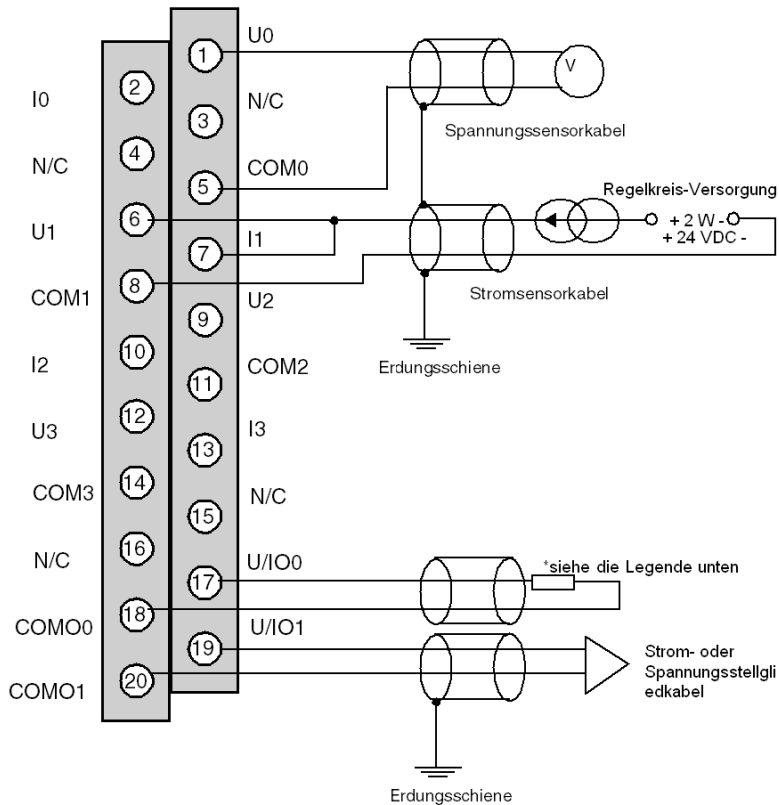 U0
1
V
2
I0
N/C
3
Spannungssensorkabel
4
N/C
COM0
5
Regelkreis-Versorgung
6
+ 2 W -
U1
I1
+ 24 VDC -
7
8
Stromsensorkabel
COM1
U2
9
10
Erdungsschiene
I2
COM2
11
12
U3
I3
13
14
COM3
N/C
15
16
N/C
U/IO0
*siehe die Legende unten
17
18
COMO0
U/IO1
19
Strom- oder
Spannungsstellgli
edkabel
20
COMO1
Erdungsschiene